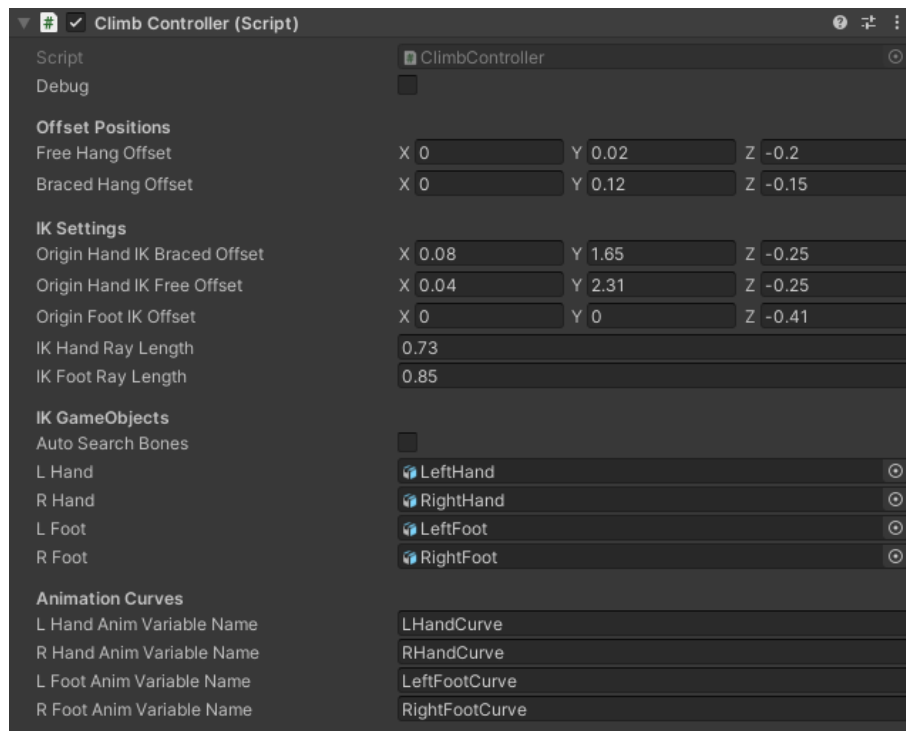 # Climb Controller (Script)
Script # ClimbController
Debug
Offset Positions
Free Hang Offset X 0 Y 0.02 Z -0.2
Braced Hang Offset X 0 Y 0.12 Z -0.15
IK Settings
Origin Hand IK Braced Offset X 0.08 Y 1.65 Z -0.25
Origin Hand IK Free Offset X 0.04 Y 2.31 Z -0.25
Origin Foot IK Offset X 0 Y 0 Z -0.41
IK Hand Ray Length 0.73
IK Foot Ray Length 0.85
IK GameObjects
Auto Search Bones
L Hand LeftHand
R Hand RightHand
L Foot LeftFoot
R Foot RightFoot
Animation Curves
L Hand Anim Variable Name LHandCurve
R Hand Anim Variable Name RHandCurve
L Foot Anim Variable Name LeftFootCurve
R Foot Anim Variable Name RightFootCurve